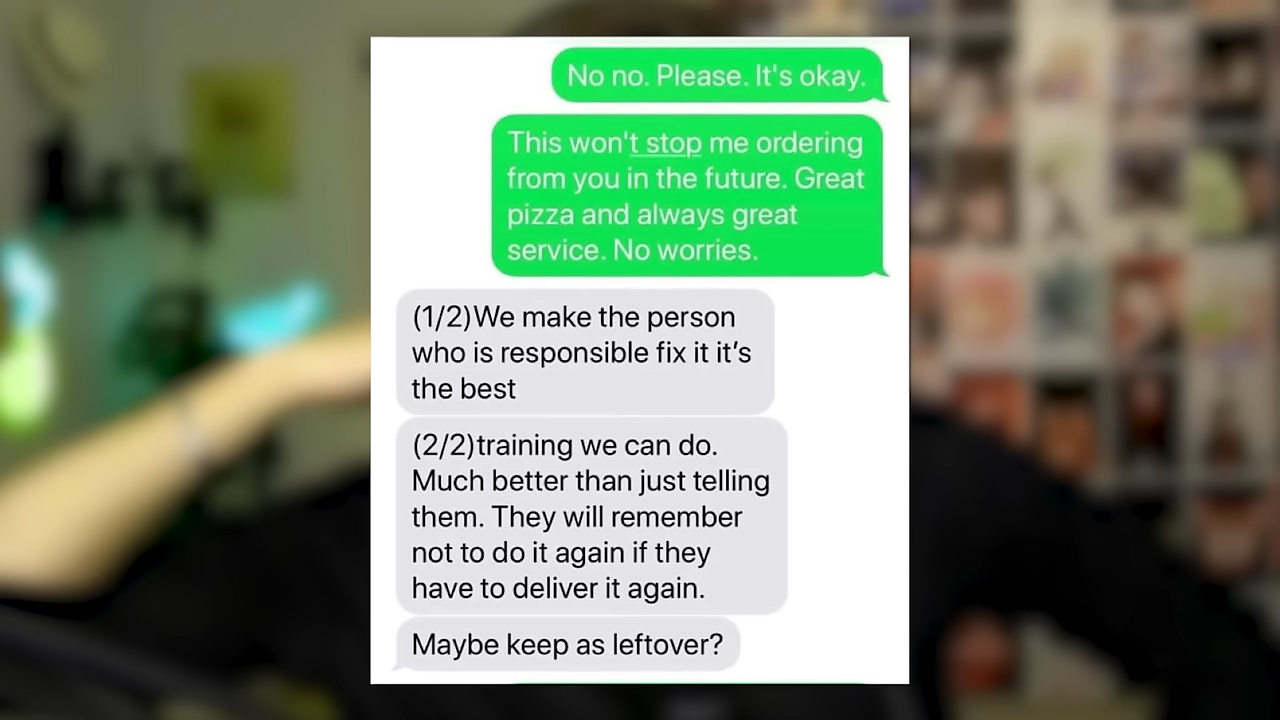 No no. Please. It's okay.
This won't stop me ordering
from you in the future. Great
pizza and always great
service. No worries.
(1/2)We make the person
who is responsible fix it it’s
the best
(2/2)training we can do.
Much better than just telling
them. They will remember
not to do it again if they
have to deliver it again.
Maybe keep as leftover?